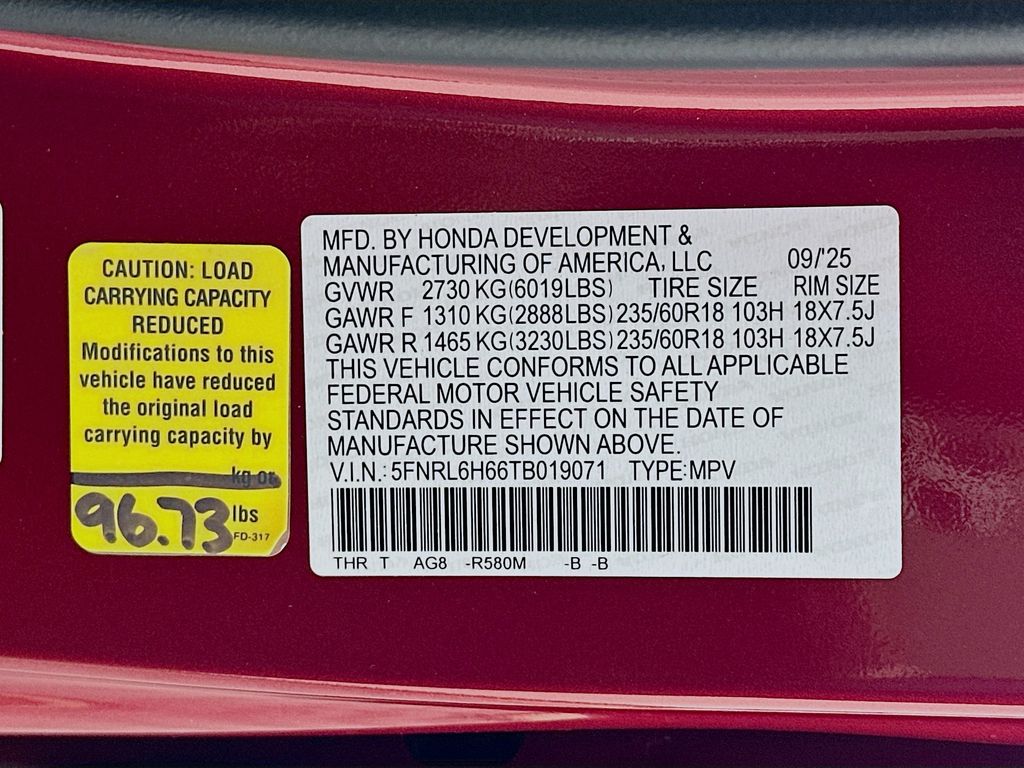 CAUTION: LOAD
CARRYING CAPACITY
REDUCED
Modifications to this
vehicle have reduced
the original load
carrying capacity by
kg or
96.73 lbs
FD-317
MFD. BY HONDA DEVELOPMENT &
MANUFACTURING OF AMERICA, LLC 09/'25
GVWR 2730 KG(6019LBS) TIRE SIZE RIM SIZE
GAWR F 1310 KG(2888LBS) 235/60R18 103H 18X7.5J
GAWR R 1465 KG(3230LBS) 235/60R18 103H 18X7.5J
THIS VEHICLE CONFORMS TO ALL APPLICABLE
FEDERAL MOTOR VEHICLE SAFETY
STANDARDS IN EFFECT ON THE DATE OF
MANUFACTURE SHOWN ABOVE.
V.I.N.: 5FNRL6H66TB019071 TYPE:MPV
THR T AG8 -R580M -B -B